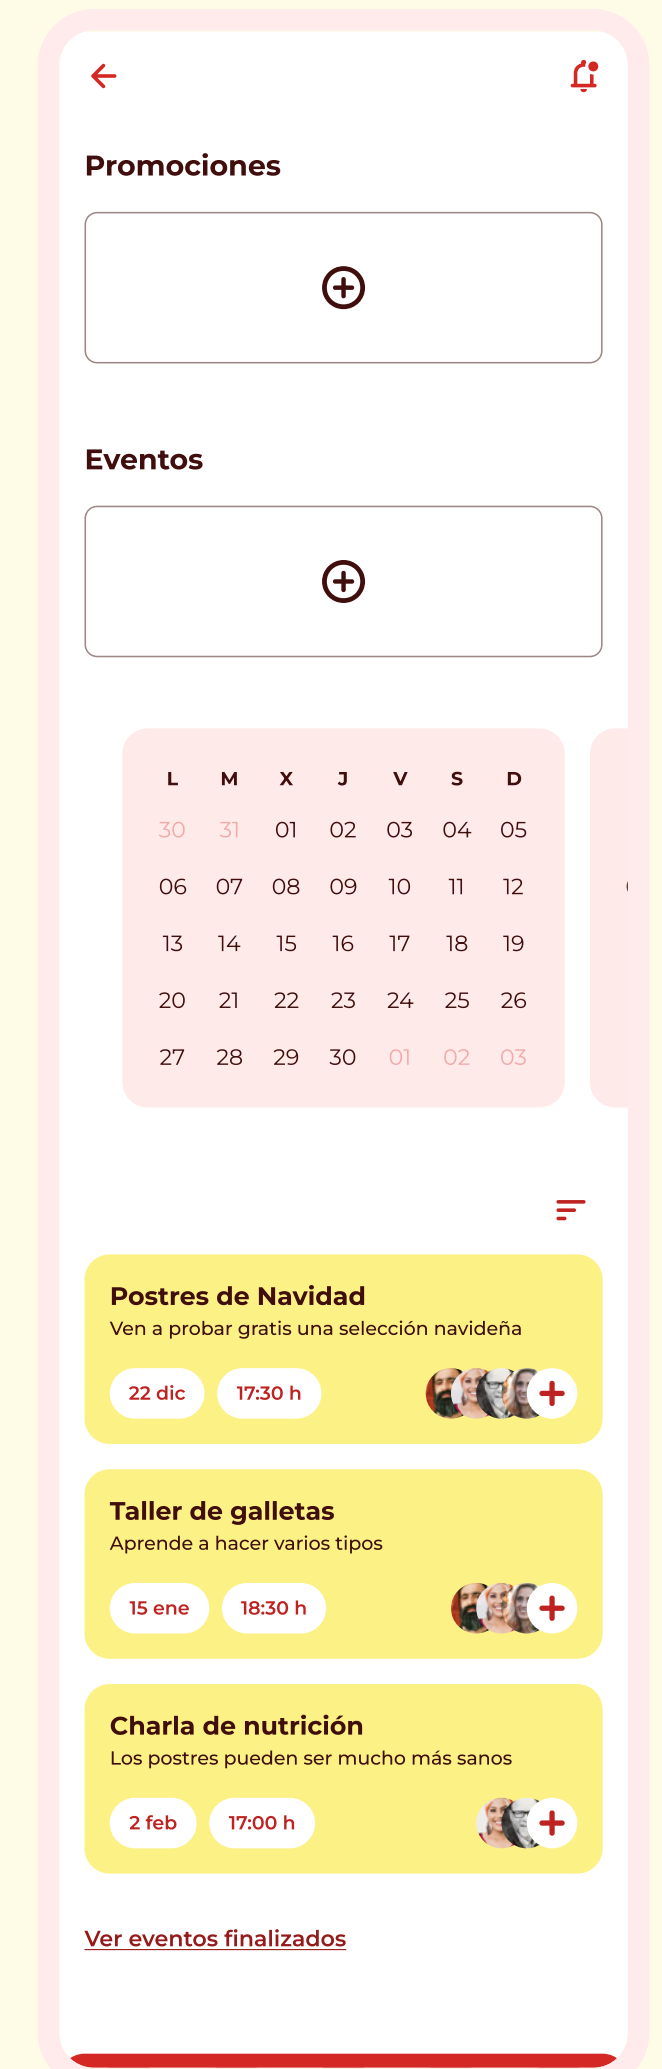 Promociones
Eventos
L M X J V S D
30 31 01 02 03 04 05
06 07 08 09 10 11 12
13 14 15 16 17 18 19
20 21 22 23 24 25 26
27 28 29 30 01 02 03
Postres de Navidad
Ven a probar gratis una selección navideña
22 dic 17:30 h
Taller de galletas
Aprende a hacer varios tipos
15 ene 18:30 h
Charla de nutrición
Los postres pueden ser mucho más sanos
2 feb 17:00 h
Ver eventos finalizados